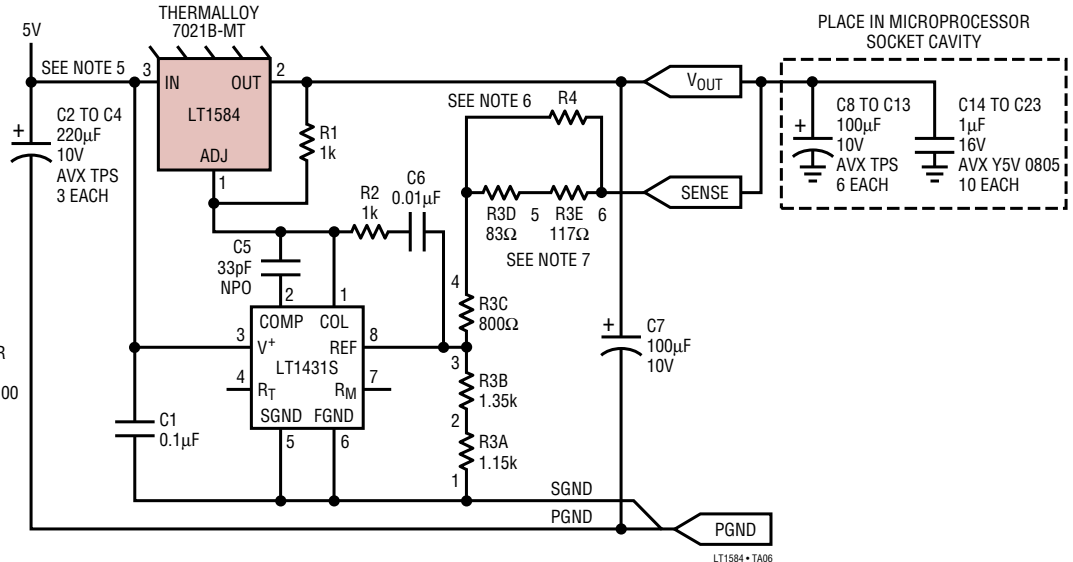 THERMALLOY
7021B-MT
5V
SEE NOTE 5
3
IN
OUT
2
LT1584
ADJ
1
+
C2 TO C4
220µF
10V
AVX TPS
3 EACH
R1
1k
SEE NOTE 6
R4
V_OUT
PLACE IN MICROPROCESSOR
SOCKET CAVITY
+
C8 TO C13
100µF
10V
AVX TPS
6 EACH
C14 TO C23
1µF
16V
AVX Y5V 0805
10 EACH
R2
1k
C6
0.01µF
R3D
83Ω
5
R3E
117Ω
6
SENSE
SEE NOTE 7
C5
33pF
NPO
2
1
4
R3C
800Ω
COMP
COL
3
V+
REF
8
LT1431S
4
RT
RM
7
SGND
FGND
5
6
3
R3B
1.35k
2
R3A
1.15k
1
+
C7
100µF
10V
R
00
C1
0.1µF
SGND
PGND
PGND
LT1584 • TA06